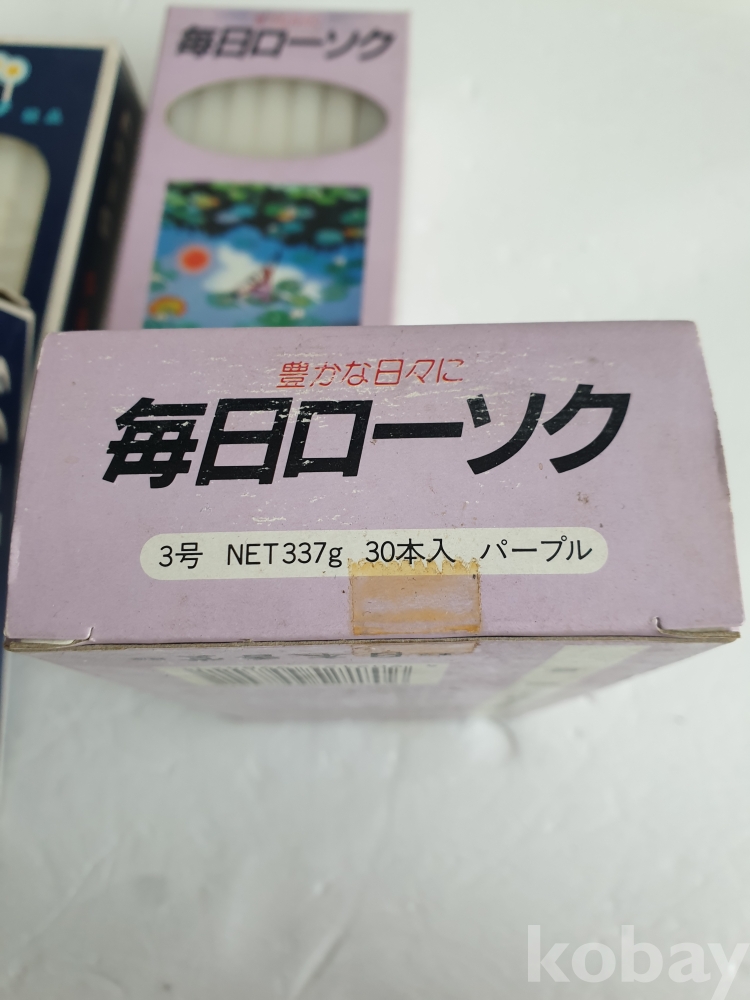 毎日ローソク
豊かな日々に
毎日ローソク
3号 NET337g 30本入 パープル
kobay